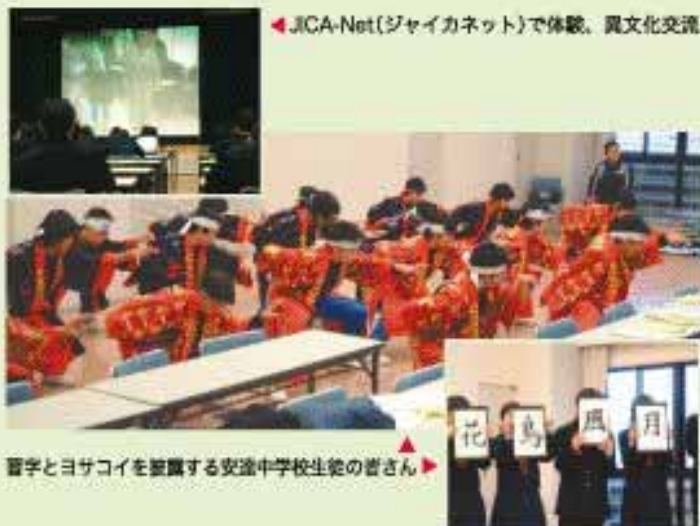 ◀JICA-Net(ジャイカネット)で体験、異文化交流
花鳥風月
習字とヨサコイを披露する安達中学校生徒の皆さん▶